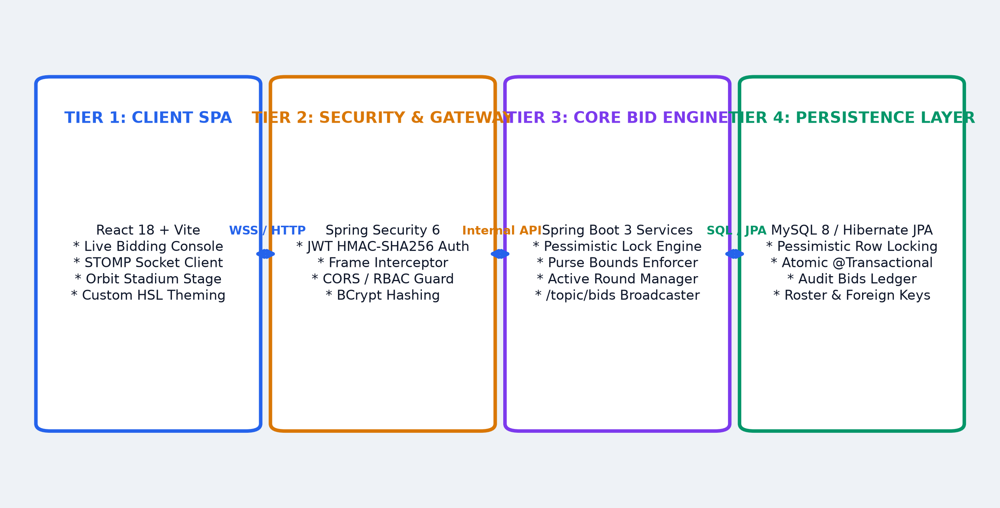 TIER 1: CLIENT SPA
React 18 + Vite
* Live Bidding Console
* STOMP Socket Client
* Orbit Stadium Stage
* Custom HSL Theming
WSS / HTTP
TIER 2: SECURITY & GATEWAY
Spring Security 6
* JWT HMAC-SHA256 Auth
* Frame Interceptor
* CORS / RBAC Guard
* BCrypt Hashing
Internal API
TIER 3: CORE BID ENGINE
Spring Boot 3 Services
* Pessimistic Lock Engine
* Purse Bounds Enforcer
* Active Round Manager
* /topic/bids Broadcaster
SQL / JPA
TIER 4: PERSISTENCE LAYER
MySQL 8 / Hibernate JPA
* Pessimistic Row Locking
* Atomic @Transactional
* Audit Bids Ledger
* Roster & Foreign Keys